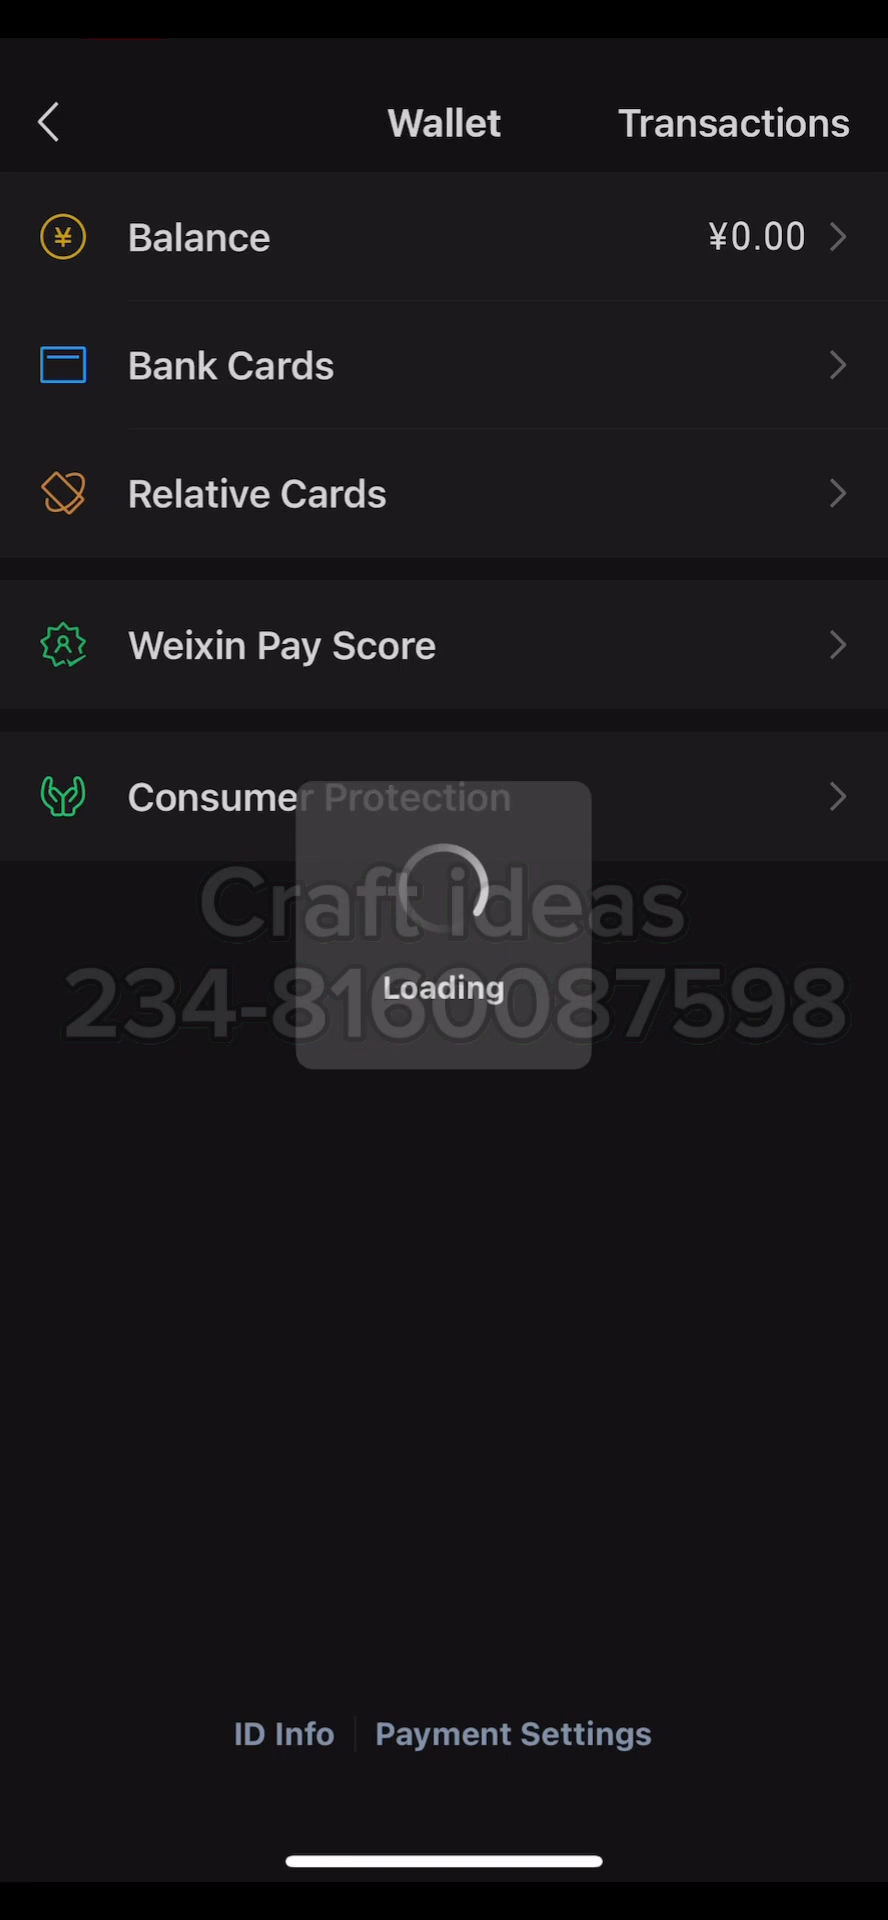 Wallet
Transactions
Balance
¥0.00
Bank Cards
Relative Cards
Weixin Pay Score
Consumer Protection
Craft ideas
Loading
234-8160087598
ID Info
Payment Settings